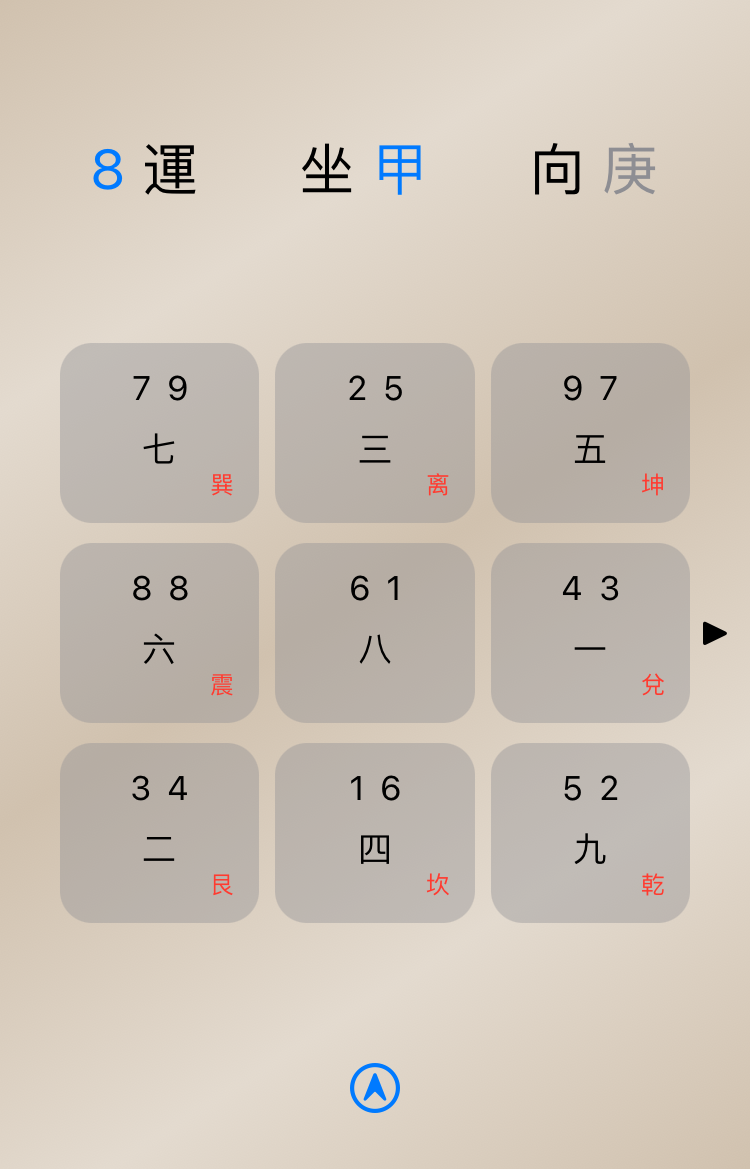 8 運 坐 甲 向 庚
7 9 2 5 9 7
七 三 五
巽 离 坤
8 8 6 1 4 3
六 八 一
震 兌
3 4 1 6 5 2
二 四 九
艮 坎 乾